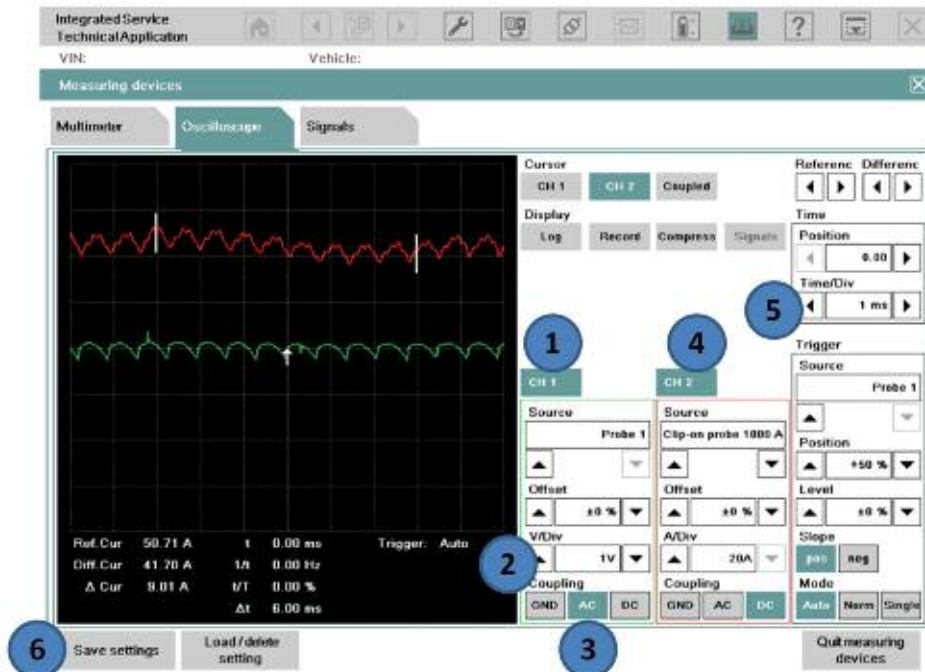 Integrated Service
Technical Application
?
VIN:
Vehicle:
Measuring devices
Multimeter
Oscilloscope
Signals
Cursor
CH 1
CH 2
Coupled
Referenc
Differenc
Display
Log
Record
Compress
Signals
Time
Position
0.00
Time/Div
5
1 ms
1
4
CH 1
CH 2
Trigger
Source
Probe 1
Source
Probe 1
Source
Clip-on probe 1000 A
Position
+50 %
Offset
±0 %
Offset
±0 %
Level
±0 %
2
V/Div
1V
A/Div
20A
Slope
pos
neg
Coupling
GND
AC
DC
Coupling
GND
AC
DC
Mode
Auto
Norm
Single
Ref.Cur 50.71 A t 0.00 ms Trigger: Auto
Diff.Cur 41.70 A 1/t 0.00 Hz
Δ Cur 9.01 A t/T 0.00 %
Δt 6.00 ms
6
Save settings
Load / delete
setting
3
Quit measuring
devices